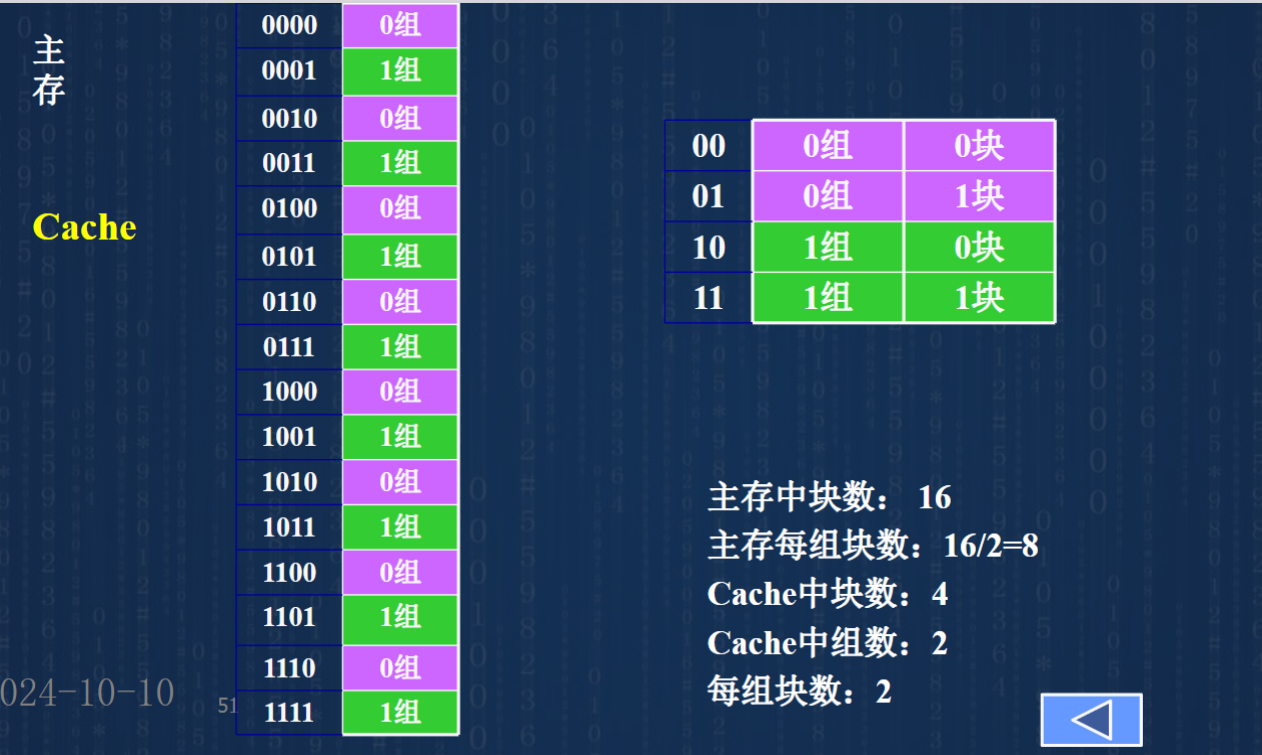 主
存
Cache
0000 0组
0001 1组
0010 0组
0011 1组
0100 0组
0101 1组
0110 0组
0111 1组
1000 0组
1001 1组
1010 0组
1011 1组
1100 0组
1101 1组
1110 0组
1111 1组
00 0组 0块
01 0组 1块
10 1组 0块
11 1组 1块
主存中块数： 16
主存每组块数：16/2=8
Cache中块数：4
Cache中组数：2
每组块数：2
024-10-10
51